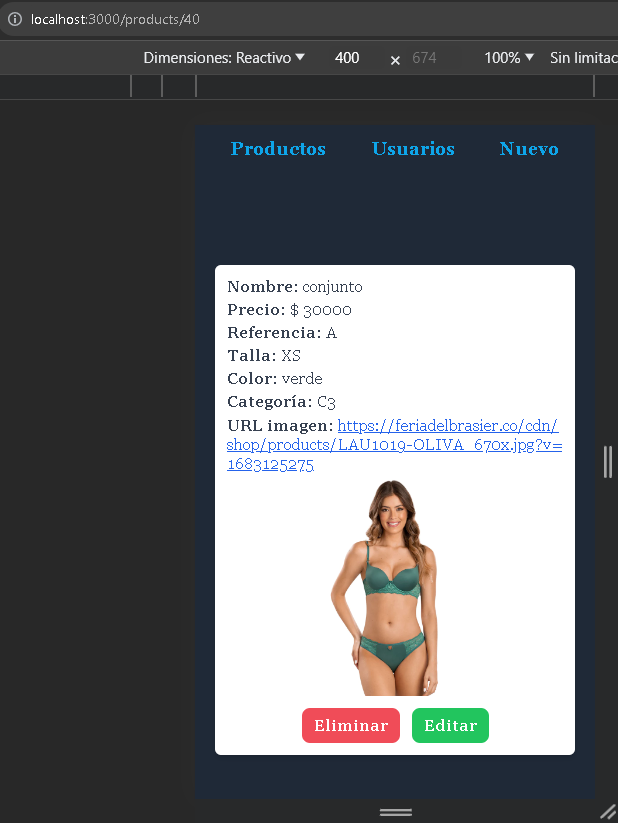 localhost:3000/products/40
Dimensiones: Reactivo ▼ 400 × 674 100% ▼ Sin limitac
Productos Usuarios Nuevo
Nombre: conjunto
Precio: $ 30000
Referencia: A
Talla: XS
Color: verde
Categoría: C3
URL imagen: https://feriadelbrasier.co/cdn/
shop/products/LAU1019-OLIVA_670x.jpg?v=
1683125275
Eliminar Editar